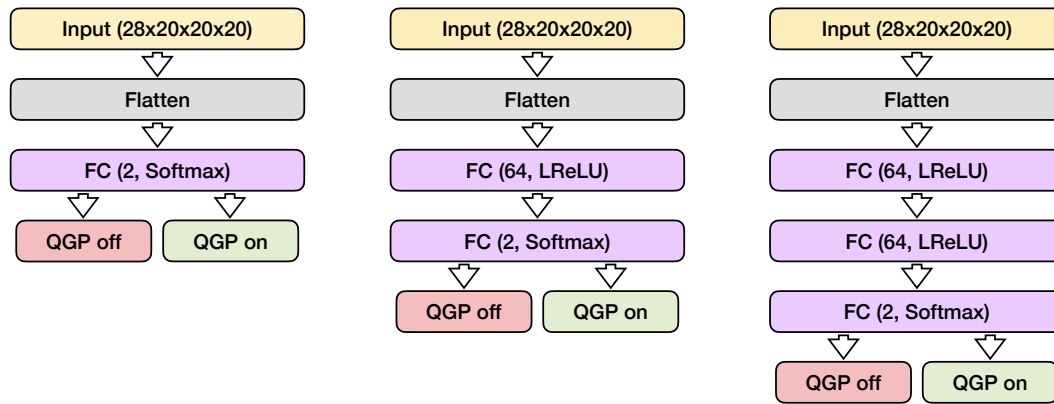 Input (28x20x20x20)
Flatten
FC (2, Softmax)
QGP off
QGP on
Input (28x20x20x20)
Flatten
FC (64, LReLU)
FC (2, Softmax)
QGP off
QGP on
Input (28x20x20x20)
Flatten
FC (64, LReLU)
FC (64, LReLU)
FC (2, Softmax)
QGP off
QGP on